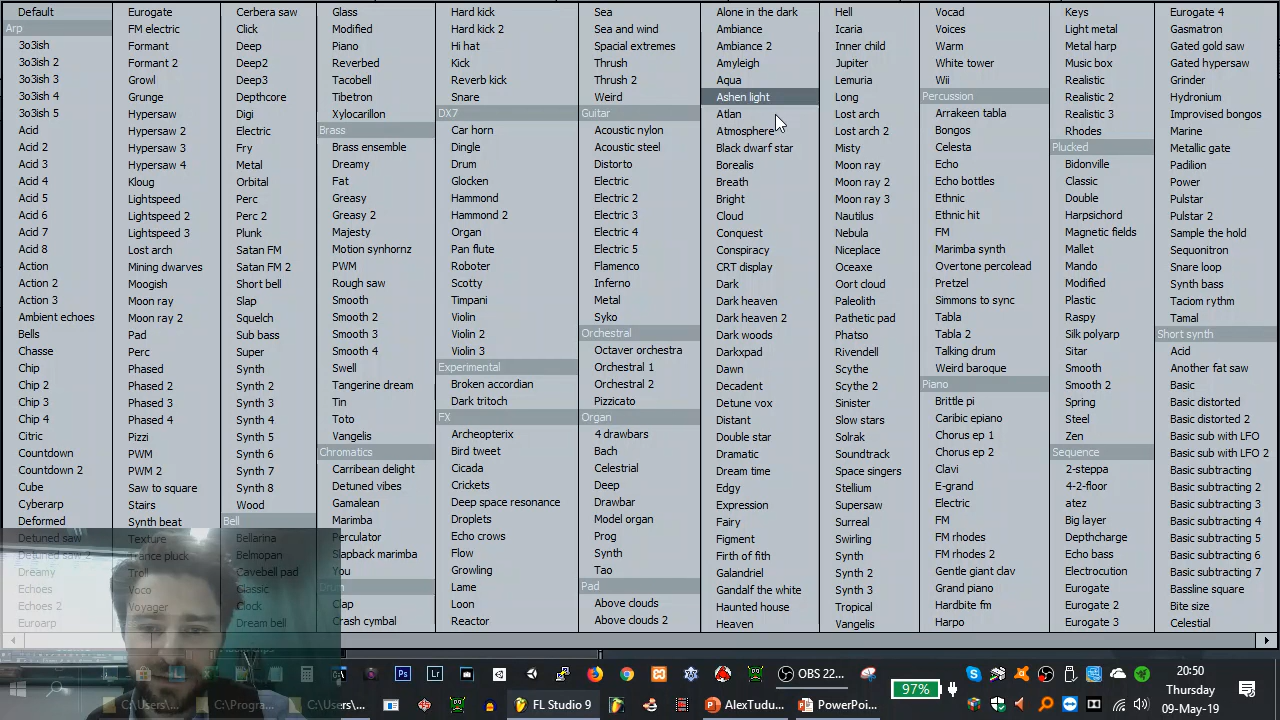 Default
Arp
3o3ish
3o3ish 2
3o3ish 3
3o3ish 4
3o3ish 5
Acid
Acid 2
Acid 3
Acid 4
Acid 5
Acid 6
Acid 7
Acid 8
Action
Action 2
Action 3
Ambient echoes
Bells
Chasse
Chip
Chip 2
Chip 3
Chip 4
Citric
Countdown
Countdown 2
Cube
Cyberarp
Deformed
Detuned saw
Detuned saw 2
Dreamy
Echoes
Echoes 2
Euroarp
Eurogate
FM electric
Formant
Formant 2
Growl
Grunge
Hypersaw
Hypersaw 2
Hypersaw 3
Hypersaw 4
Kloug
Lightspeed
Lightspeed 2
Lightspeed 3
Lost arch
Mining dwarves
Moogish
Moon ray
Moon ray 2
Pad
Perc
Phased
Phased 2
Phased 3
Phased 4
Pizzi
PWM
PWM 2
Saw to square
Stairs
Synth beat
Texture
Trance pluck
Troll
Voco
Voyager
Cerbera saw
Click
Deep
Deep2
Deep3
Depthcore
Digi
Electric
Fry
Metal
Orbital
Perc
Perc 2
Plunk
Satan FM
Satan FM 2
Short bell
Slap
Squelch
Sub bass
Super
Synth
Synth 2
Synth 3
Synth 4
Synth 5
Synth 6
Synth 7
Synth 8
Wood
Bell
Bellarina
Belmopan
Cavebell pad
Classic
Clock
Dream bell
Glass
Modified
Piano
Reverbed
Tacobell
Tibetron
Xylocarillon
Brass
Brass ensemble
Dreamy
Fat
Greasy
Greasy 2
Majesty
Motion synhornz
PWM
Rough saw
Smooth
Smooth 2
Smooth 3
Smooth 4
Swell
Tangerine dream
Tin
Toto
Vangelis
Chromatics
Carribean delight
Detuned vibes
Gamalean
Marimba
Perculator
Slapback marimba
You
Drum
Clap
Crash cymbal
Hard kick
Hard kick 2
Hi hat
Kick
Reverb kick
Snare
DX7
Car horn
Dingle
Drum
Glocken
Hammond
Hammond 2
Organ
Pan flute
Roboter
Scotty
Timpani
Violin
Violin 2
Violin 3
Experimental
Broken accordian
Dark tritoch
FX
Archeopterix
Bird tweet
Cicada
Crickets
Deep space resonance
Droplets
Echo crows
Flow
Growling
Lame
Loon
Reactor
Sea
Sea and wind
Spacial extremes
Thrush
Thrush 2
Weird
Guitar
Acoustic nylon
Acoustic steel
Distorto
Electric
Electric 2
Electric 3
Electric 4
Electric 5
Flamenco
Inferno
Metal
Syko
Orchestral
Octaver orchestra
Orchestral 1
Orchestral 2
Pizzicato
Organ
4 drawbars
Bach
Celestrial
Deep
Drawbar
Model organ
Prog
Synth
Tao
Pad
Above clouds
Above clouds 2
Alone in the dark
Ambiance
Ambiance 2
Amyleigh
Aqua
Ashen light
Atlan
Atmosphere
Black dwarf star
Borealis
Breath
Bright
Cloud
Conquest
Conspiracy
CRT display
Dark
Dark heaven
Dark heaven 2
Dark woods
Darkxpad
Dawn
Decadent
Detune vox
Distant
Double star
Dramatic
Dream time
Edgy
Expression
Fairy
Figment
Firth of fith
Galandriel
Gandalf the white
Haunted house
Heaven
Hell
Icaria
Inner child
Jupiter
Lemuria
Long
Lost arch
Lost arch 2
Misty
Moon ray
Moon ray 2
Moon ray 3
Nautilus
Nebula
Niceplace
Oceaxe
Oort cloud
Paleolith
Pathetic pad
Phatso
Rivendell
Scythe
Scythe 2
Sinister
Slow stars
Solrak
Soundtrack
Space singers
Stellium
Supersaw
Surreal
Swirling
Synth
Synth 2
Synth 3
Tropical
Vangelis
Vocad
Voices
Warm
White tower
Wii
Percussion
Arrakeen tabla
Bongos
Celesta
Echo
Echo bottles
Ethnic
Ethnic hit
FM
Marimba synth
Overtone percolead
Pretzel
Simmons to sync
Tabla
Tabla 2
Talking drum
Weird baroque
Piano
Brittle pi
Caribic epiano
Chorus ep 1
Chorus ep 2
Clavi
E-grand
Electric
FM
FM rhodes
FM rhodes 2
Gentle giant clav
Grand piano
Hardbite fm
Harpo
Keys
Light metal
Metal harp
Music box
Realistic
Realistic 2
Realistic 3
Rhodes
Plucked
Bidonville
Classic
Double
Harpsichord
Magnetic fields
Mallet
Mando
Modified
Plastic
Raspy
Silk polyarp
Sitar
Smooth
Smooth 2
Spring
Steel
Zen
Sequence
2-steppa
4-2-floor
atez
Big layer
Depthcharge
Echo bass
Electrocution
Eurogate
Eurogate 2
Eurogate 3
Eurogate 4
Gasmatron
Gated gold saw
Gated hypersaw
Grinder
Hydronium
Improvised bongos
Marine
Metallic gate
Padilion
Power
Pulstar
Pulstar 2
Sample the hold
Sequonitron
Snare loop
Synth bass
Taciom rythm
Tamal
Short synth
Acid
Another fat saw
Basic
Basic distorted
Basic distorted 2
Basic sub with LFO
Basic sub with LFO 2
Basic subtracting
Basic subtracting 2
Basic subtracting 3
Basic subtracting 4
Basic subtracting 5
Basic subtracting 6
Basic subtracting 7
Bassline square
Bite size
Celestial
OBS 22...
97%
20:50
Thursday
09-May-19
C:\Users\...
C:\Progra...
C:\Users\...
FL Studio 9
AlexTudu...
PowerPoi...